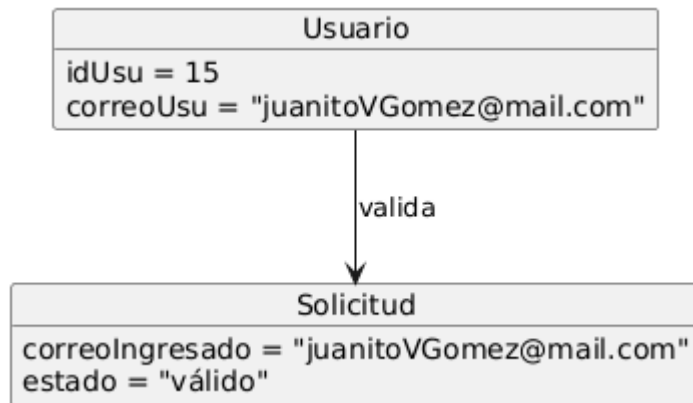 Usuario
idUsu = 15
correoUsu = "juanitoVGomez@mail.com"
valida
Solicitud
correoIngresado = "juanitoVGomez@mail.com"
estado = "válido"